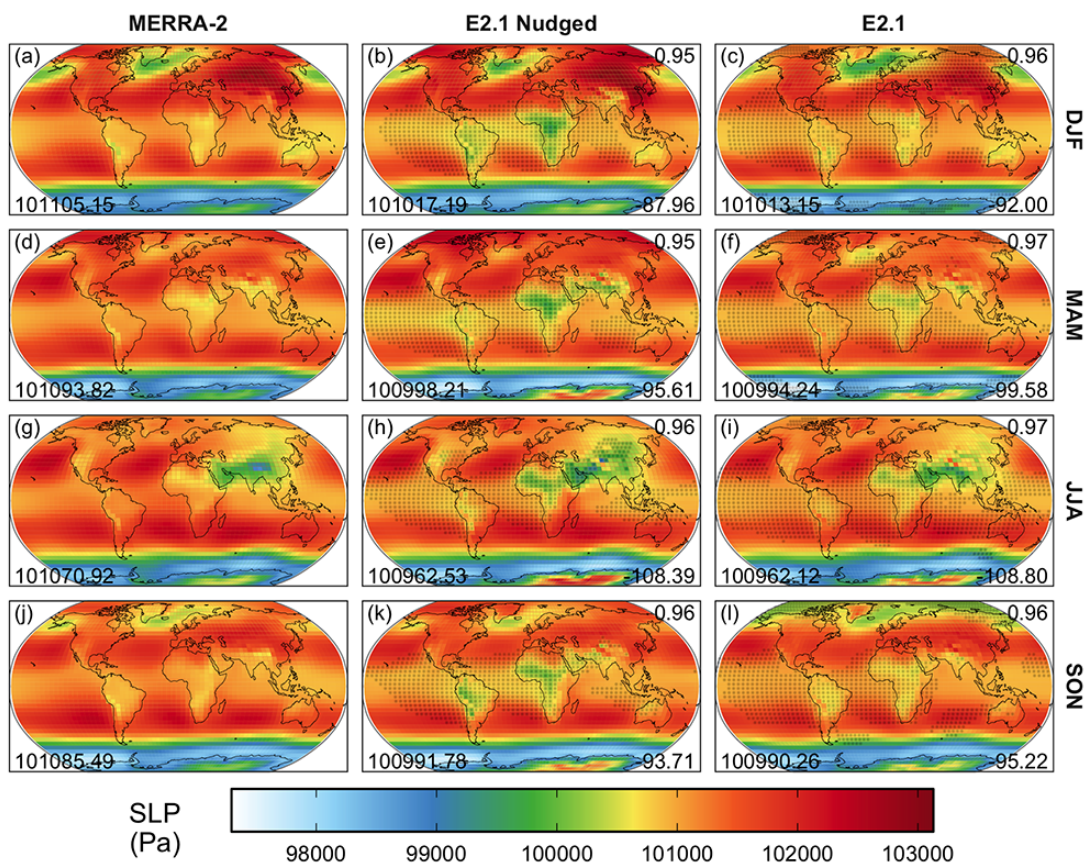 MERRA-2 E2.1 Nudged E2.1
(a) (b) 0.95 (c) 0.96
DJF
101105.15 101017.19 -87.96 101013.15 -92.00
(d) (e) 0.95 (f) 0.97
MAM
101093.82 100998.21 -95.61 100994.24 -99.58
(g) (h) 0.96 (i) 0.97
JJA
101070.92 100962.53 -108.39 100962.12 -108.80
(j) (k) 0.96 (l) 0.96
SON
101085.49 100991.78 -93.71 100990.26 -95.22
SLP
(Pa)
98000 99000 100000 101000 102000 103000